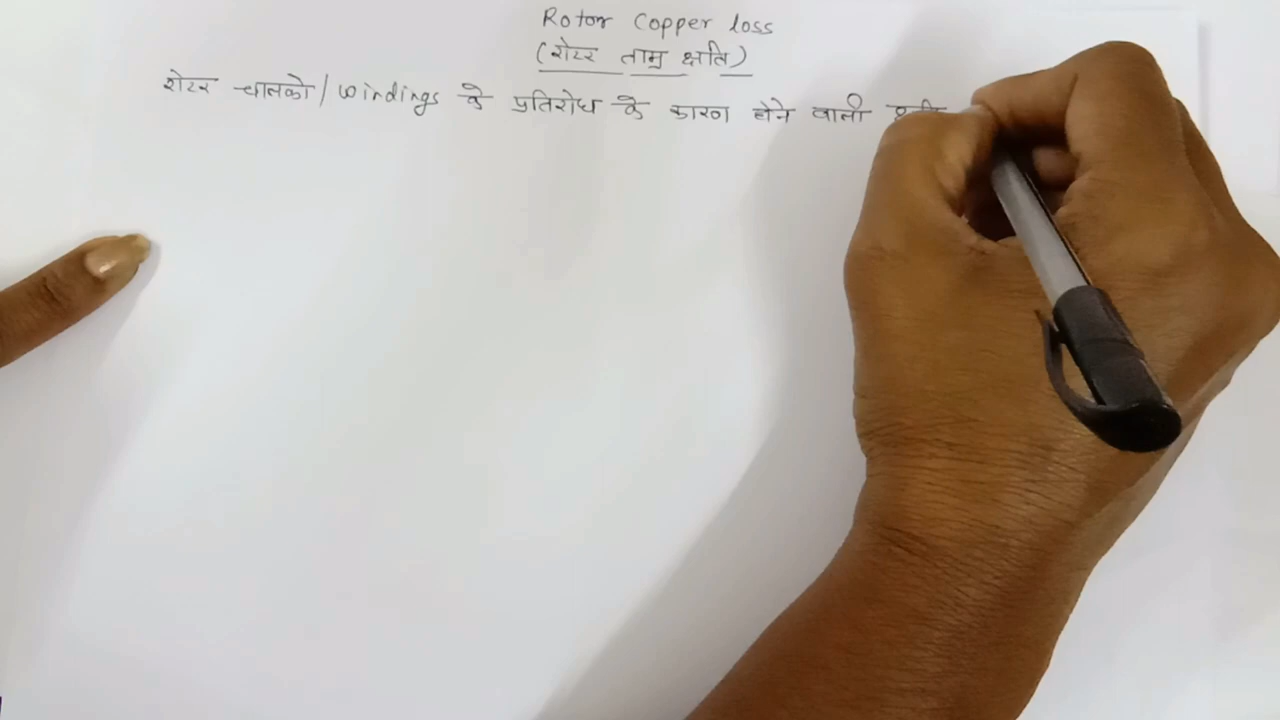 Rotor Copper loss
(रोटर ताम्र क्षति)
रोटर चालको/windings के प्रतिरोध के कारण होने वाली